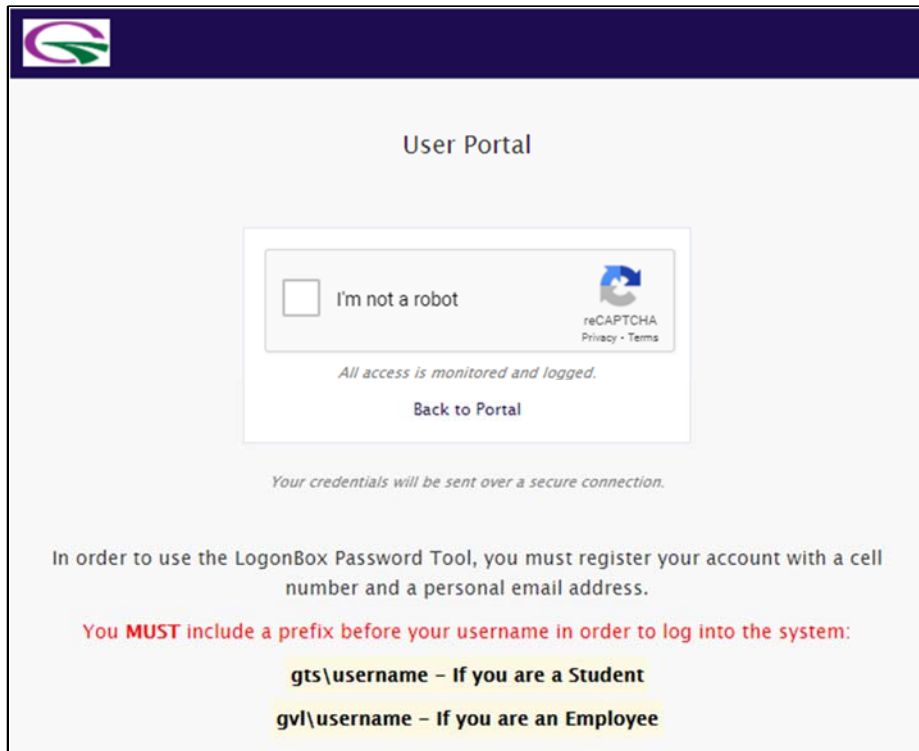 User Portal
I'm not a robot
reCAPTCHA
Privacy - Terms
All access is monitored and logged.
Back to Portal
Your credentials will be sent over a secure connection.
In order to use the LogonBox Password Tool, you must register your account with a cell
number and a personal email address.
You MUST include a prefix before your username in order to log into the system:
gts\username – If you are a Student
gvl\username – If you are an Employee